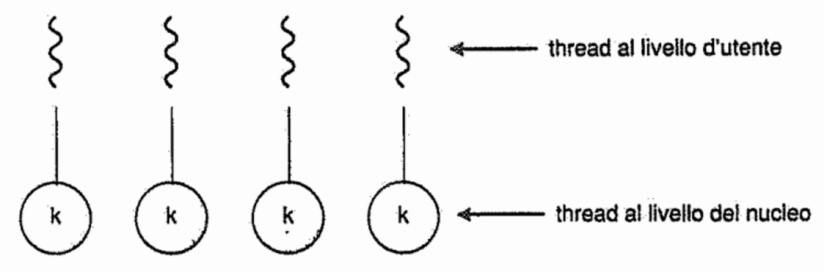 thread al livello d'utente
k k k k
thread al livello del nucleo